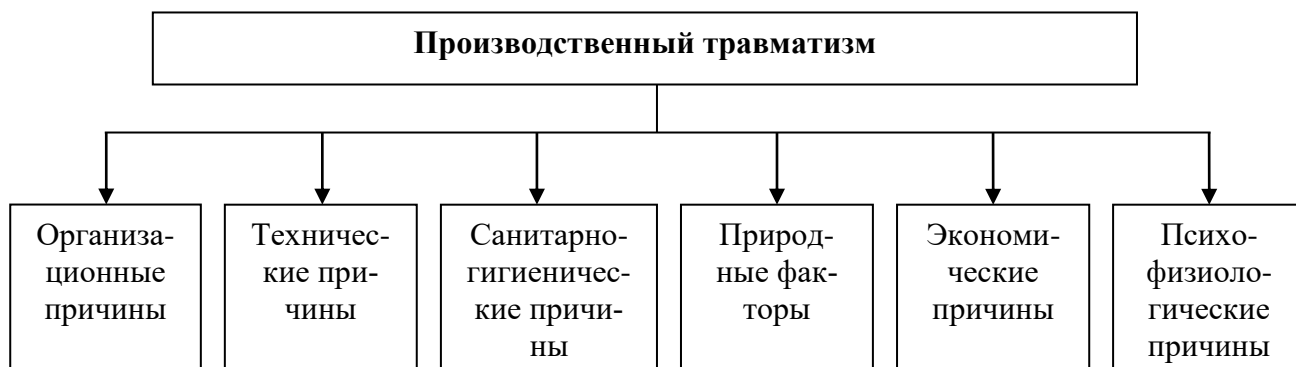 Производственный травматизм
Организа-
ционные
причины
Техничес-
кие при-
чины
Санитарно-
гигиеничес-
кие причи-
ны
Природ-
ные фак-
торы
Экономи-
ческие
причины
Психо-
физиоло-
гические
причины